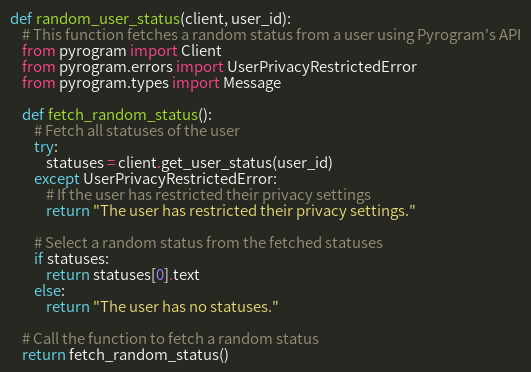 def random_user_status(client, user_id):
    # This function fetches a random status from a user using Pyrogram's API
    from pyrogram import Client
    from pyrogram.errors import UserPrivacyRestrictedError
    from pyrogram.types import Message

    def fetch_random_status():
        # Fetch all statuses of the user
        try:
            statuses = client.get_user_status(user_id)
        except UserPrivacyRestrictedError:
            # If the user has restricted their privacy settings
            return "The user has restricted their privacy settings."

        # Select a random status from the fetched statuses
        if statuses:
            return statuses[0].text
        else:
            return "The user has no statuses."

    # Call the function to fetch a random status
    return fetch_random_status()